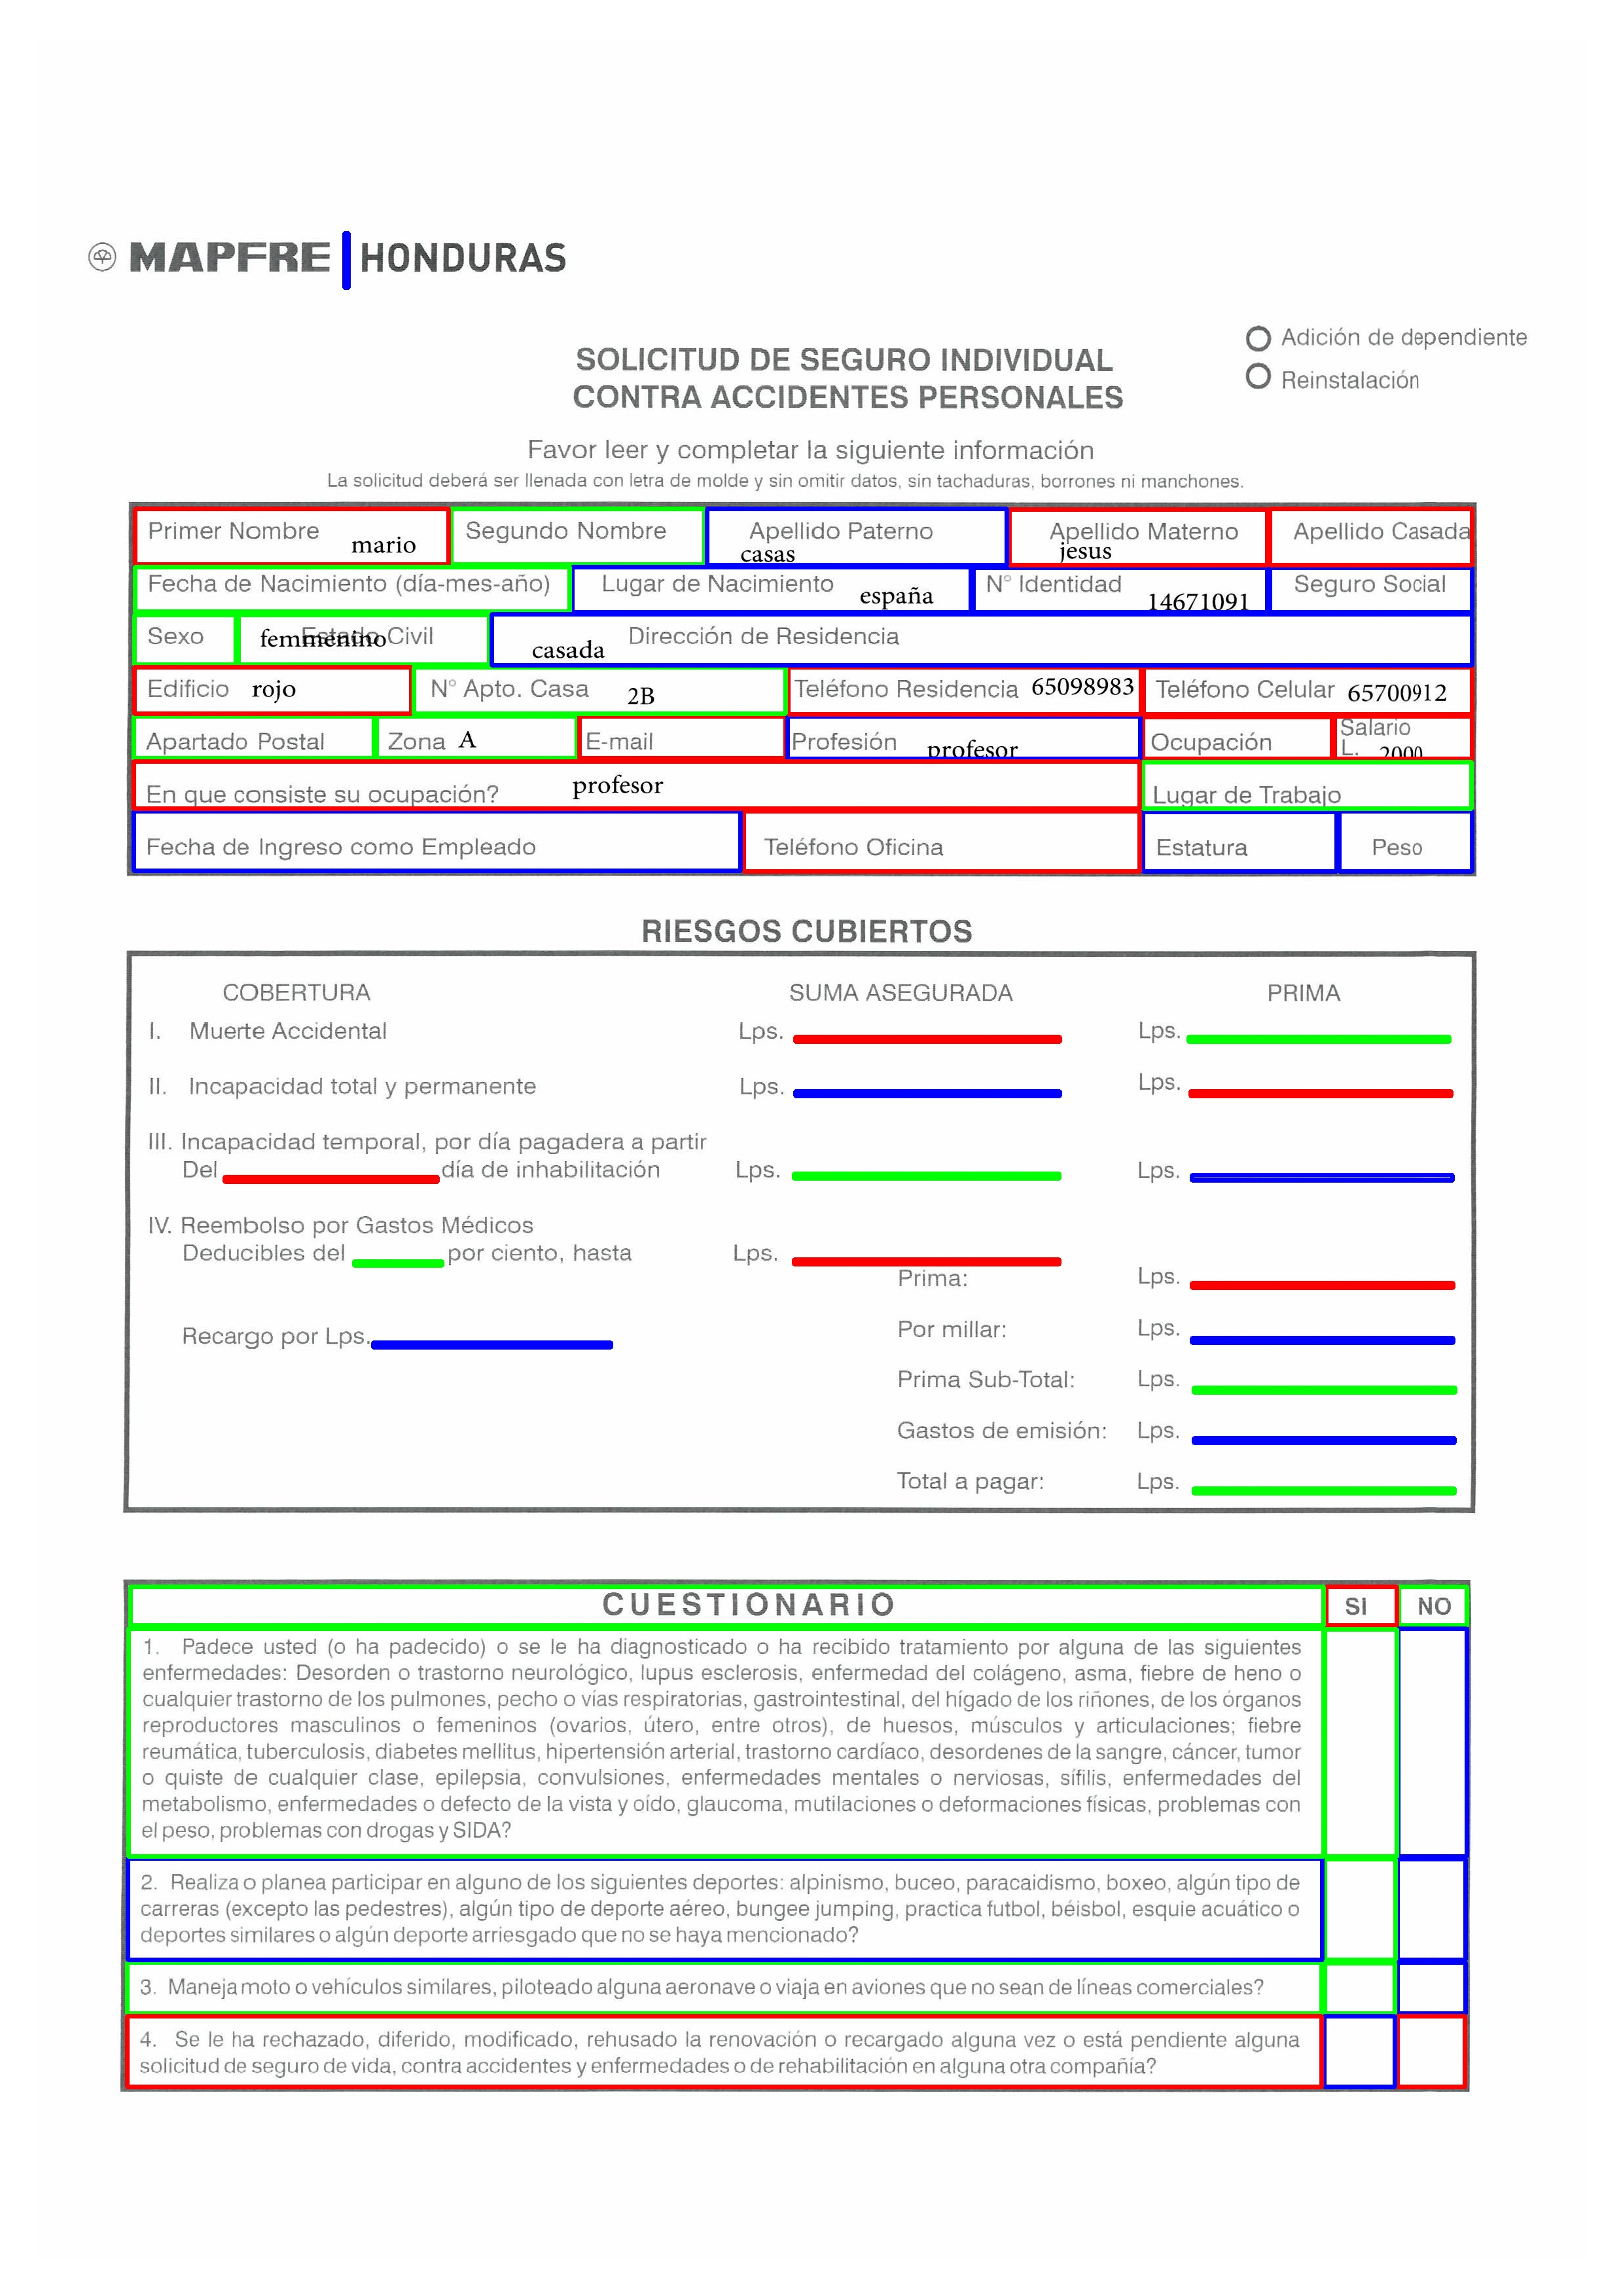 MAPFRE | HONDURAS
Adición de dependiente
Reinstalación
SOLICITUD DE SEGURO INDIVIDUAL
CONTRA ACCIDENTES PERSONALES
Favor leer y completar la siguiente información
La solicitud deberá ser llenada con letra de molde y sin omitir datos, sin tachaduras, borrones ni manchones.
Primer Nombre mario Segundo Nombre Apellido Paterno casas Apellido Materno jesus Apellido Casada
Fecha de Nacimiento (día-mes-año) Lugar de Nacimiento españa N° Identidad 14671091 Seguro Social
Sexo femmenino Estado Civil casada Dirección de Residencia
Edificio rojo N° Apto. Casa 2B Teléfono Residencia 65098983 Teléfono Celular 65700912
Apartado Postal Zona A E-mail Profesión profesor Ocupación Salario L. 2000
En que consiste su ocupación? profesor Lugar de Trabajo
Fecha de Ingreso como Empleado Teléfono Oficina Estatura Peso
RIESGOS CUBIERTOS
COBERTURA SUMA ASEGURADA PRIMA
I. Muerte Accidental Lps. Lps.
II. Incapacidad total y permanente Lps. Lps.
III. Incapacidad temporal, por día pagadera a partir
Del día de inhabilitación Lps. Lps.
IV. Reembolso por Gastos Médicos
Deducibles del por ciento, hasta Lps.
Prima: Lps.
Recargo por Lps. Por millar: Lps.
Prima Sub-Total: Lps.
Gastos de emisión: Lps.
Total a pagar: Lps.
CUESTIONARIO SI NO
1. Padece usted (o ha padecido) o se le ha diagnosticado o ha recibido tratamiento por alguna de las siguientes
enfermedades: Desorden o trastorno neurológico, lupus esclerosis, enfermedad del colágeno, asma, fiebre de heno o
cualquier trastorno de los pulmones, pecho o vías respiratorias, gastrointestinal, del hígado de los riñones, de los órganos
reproductores masculinos o femeninos (ovarios, útero, entre otros), de huesos, músculos y articulaciones; fiebre
reumática, tuberculosis, diabetes mellitus, hipertensión arterial, trastorno cardíaco, desordenes de la sangre, cáncer, tumor
o quiste de cualquier clase, epilepsia, convulsiones, enfermedades mentales o nerviosas, sífilis, enfermedades del
metabolismo, enfermedades o defecto de la vista y oído, glaucoma, mutilaciones o deformaciones físicas, problemas con
el peso, problemas con drogas y SIDA?
2. Realiza o planea participar en alguno de los siguientes deportes: alpinismo, buceo, paracaidismo, boxeo, algún tipo de
carreras (excepto las pedestres), algún tipo de deporte aéreo, bungee jumping, practica futbol, béisbol, esquie acuático o
deportes similares o algún deporte arriesgado que no se haya mencionado?
3. Maneja moto o vehículos similares, piloteado alguna aeronave o viaja en aviones que no sean de líneas comerciales?
4. Se le ha rechazado, diferido, modificado, rehusado la renovación o recargado alguna vez o está pendiente alguna
solicitud de seguro de vida, contra accidentes y enfermedades o de rehabilitación en alguna otra compañía?